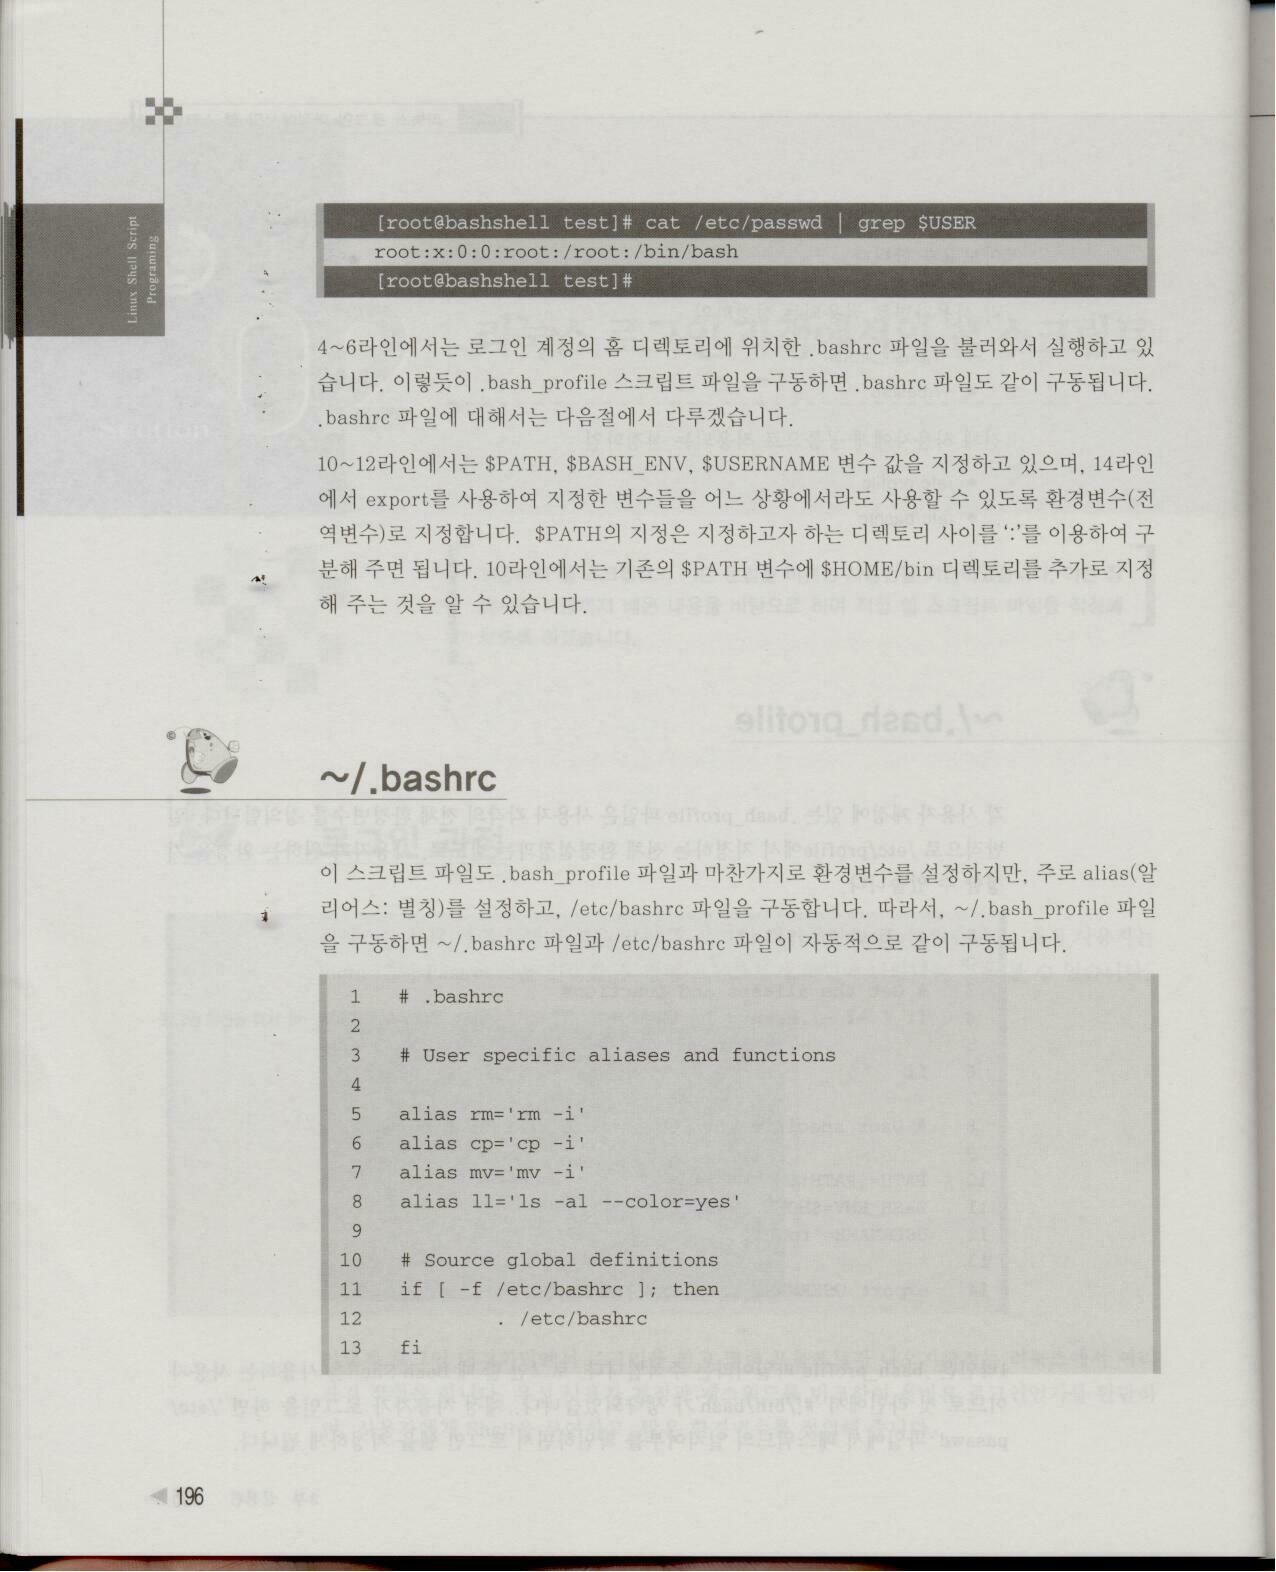 Linux Shell Script
Programing
[root@bashshell test]# cat /etc/passwd | grep $USER
root:x:0:0:root:/root:/bin/bash
[root@bashshell test]#
4~6라인에서는 로그인 계정의 홈 디렉토리에 위치한 .bashrc 파일을 불러와서 실행하고 있
습니다. 이렇듯이 .bash_profile 스크립트 파일을 구동하면 .bashrc 파일도 같이 구동됩니다.
.bashrc 파일에 대해서는 다음절에서 다루겠습니다.
10~12라인에서는 $PATH, $BASH_ENV, $USERNAME 변수 값을 지정하고 있으며, 14라인
에서 export를 사용하여 지정한 변수들을 어느 상황에서라도 사용할 수 있도록 환경변수(전
역변수)로 지정합니다. $PATH의 지정은 지정하고자 하는 디렉토리 사이를 ':'를 이용하여 구
분해 주면 됩니다. 10라인에서는 기존의 $PATH 변수에 $HOME/bin 디렉토리를 추가로 지정
해 주는 것을 알 수 있습니다.
~/.bashrc
이 스크립트 파일도 .bash_profile 파일과 마찬가지로 환경변수를 설정하지만, 주로 alias(알
리어스: 별칭)를 설정하고, /etc/bashrc 파일을 구동합니다. 따라서, ~/.bash_profile 파일
을 구동하면 ~/.bashrc 파일과 /etc/bashrc 파일이 자동적으로 같이 구동됩니다.
1 # .bashrc
2
3 # User specific aliases and functions
4
5 alias rm='rm -i'
6 alias cp='cp -i'
7 alias mv='mv -i'
8 alias ll='ls -al --color=yes'
9
10 # Source global definitions
11 if [ -f /etc/bashrc ]; then
12 . /etc/bashrc
13 fi
196